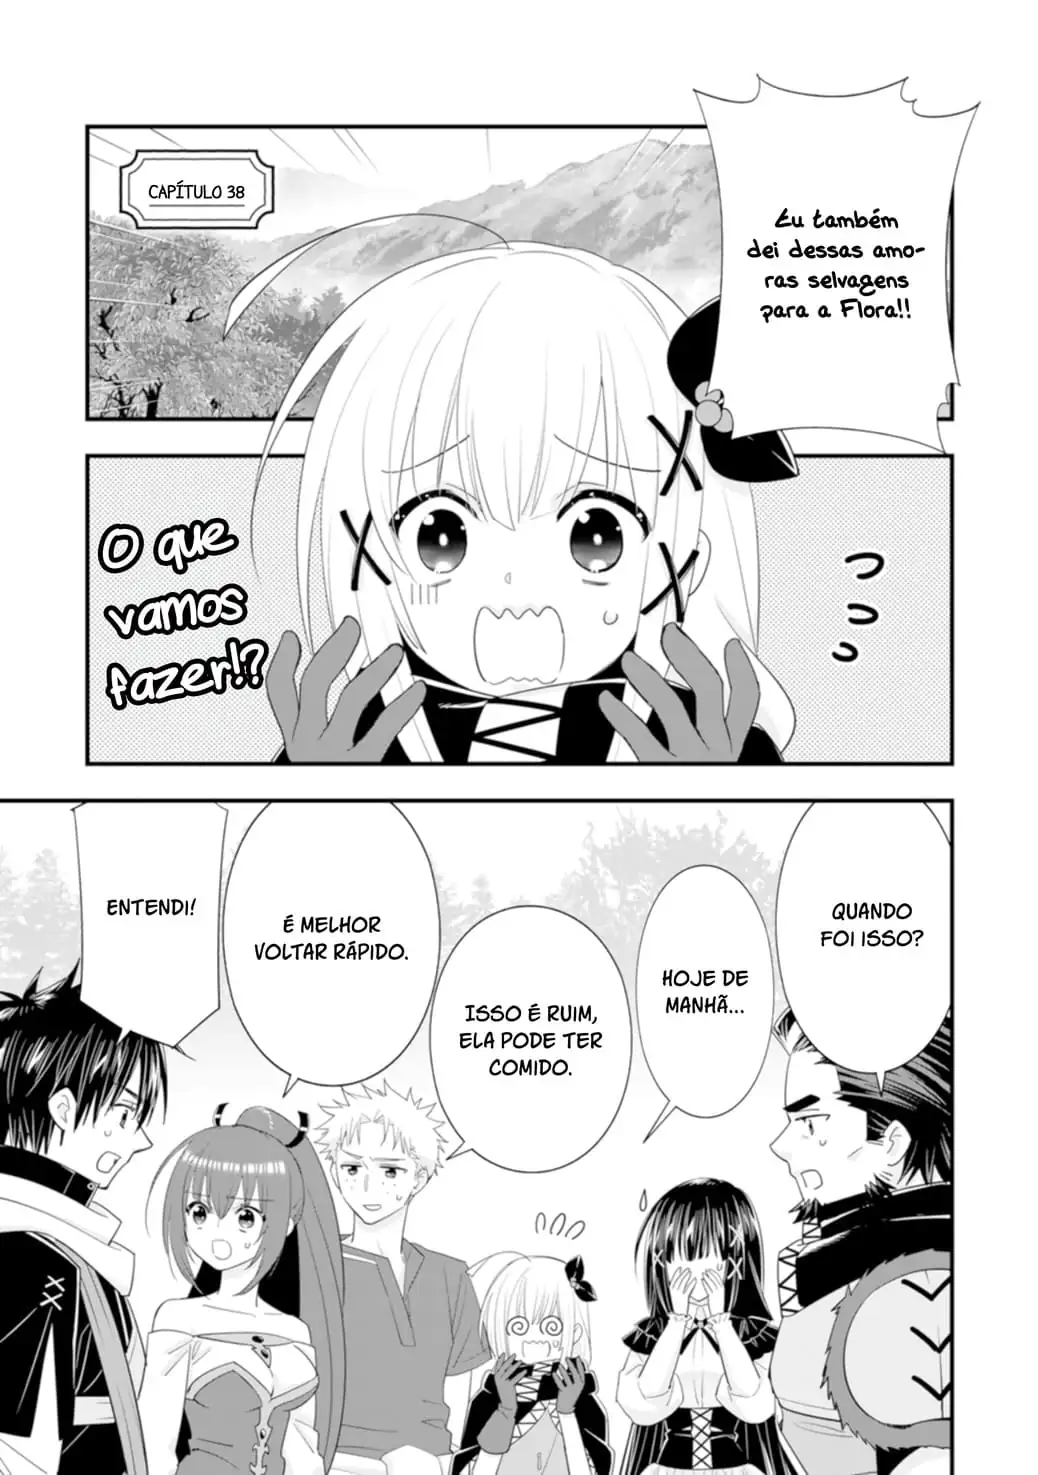 CAPÍTULO 38
Eu também
dei dessas amo-
ras selvagens
para a Flora!!
O que
vamos
fazer!?
QUANDO
FOI ISSO?
HOJE DE
MANHÃ...
ISSO É RUIM,
ELA PODE TER
COMIDO.
É MELHOR
VOLTAR RÁPIDO.
ENTENDI!